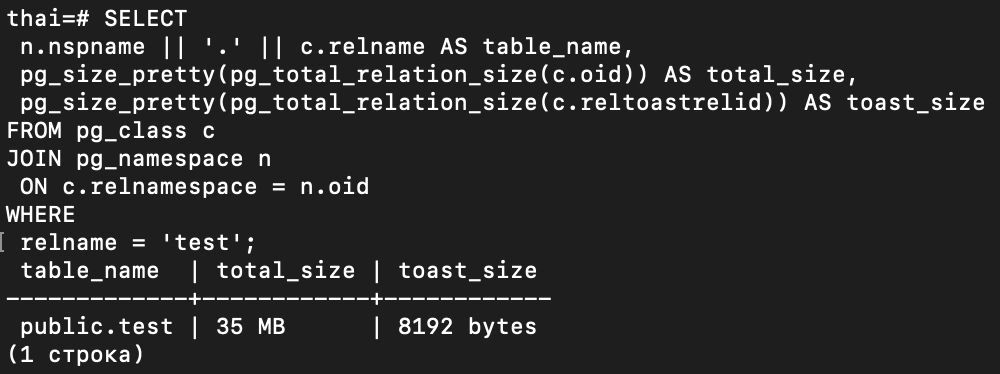 thai=# SELECT
n.nspname || '.' || c.relname AS table_name,
pg_size_pretty(pg_total_relation_size(c.oid)) AS total_size,
pg_size_pretty(pg_total_relation_size(c.reltoastrelid)) AS toast_size
FROM pg_class c
JOIN pg_namespace n
ON c.relnamespace = n.oid
WHERE
relname = 'test';
table_name | total_size | toast_size
-------------+------------+------------
public.test | 35 MB | 8192 bytes
(1 строка)